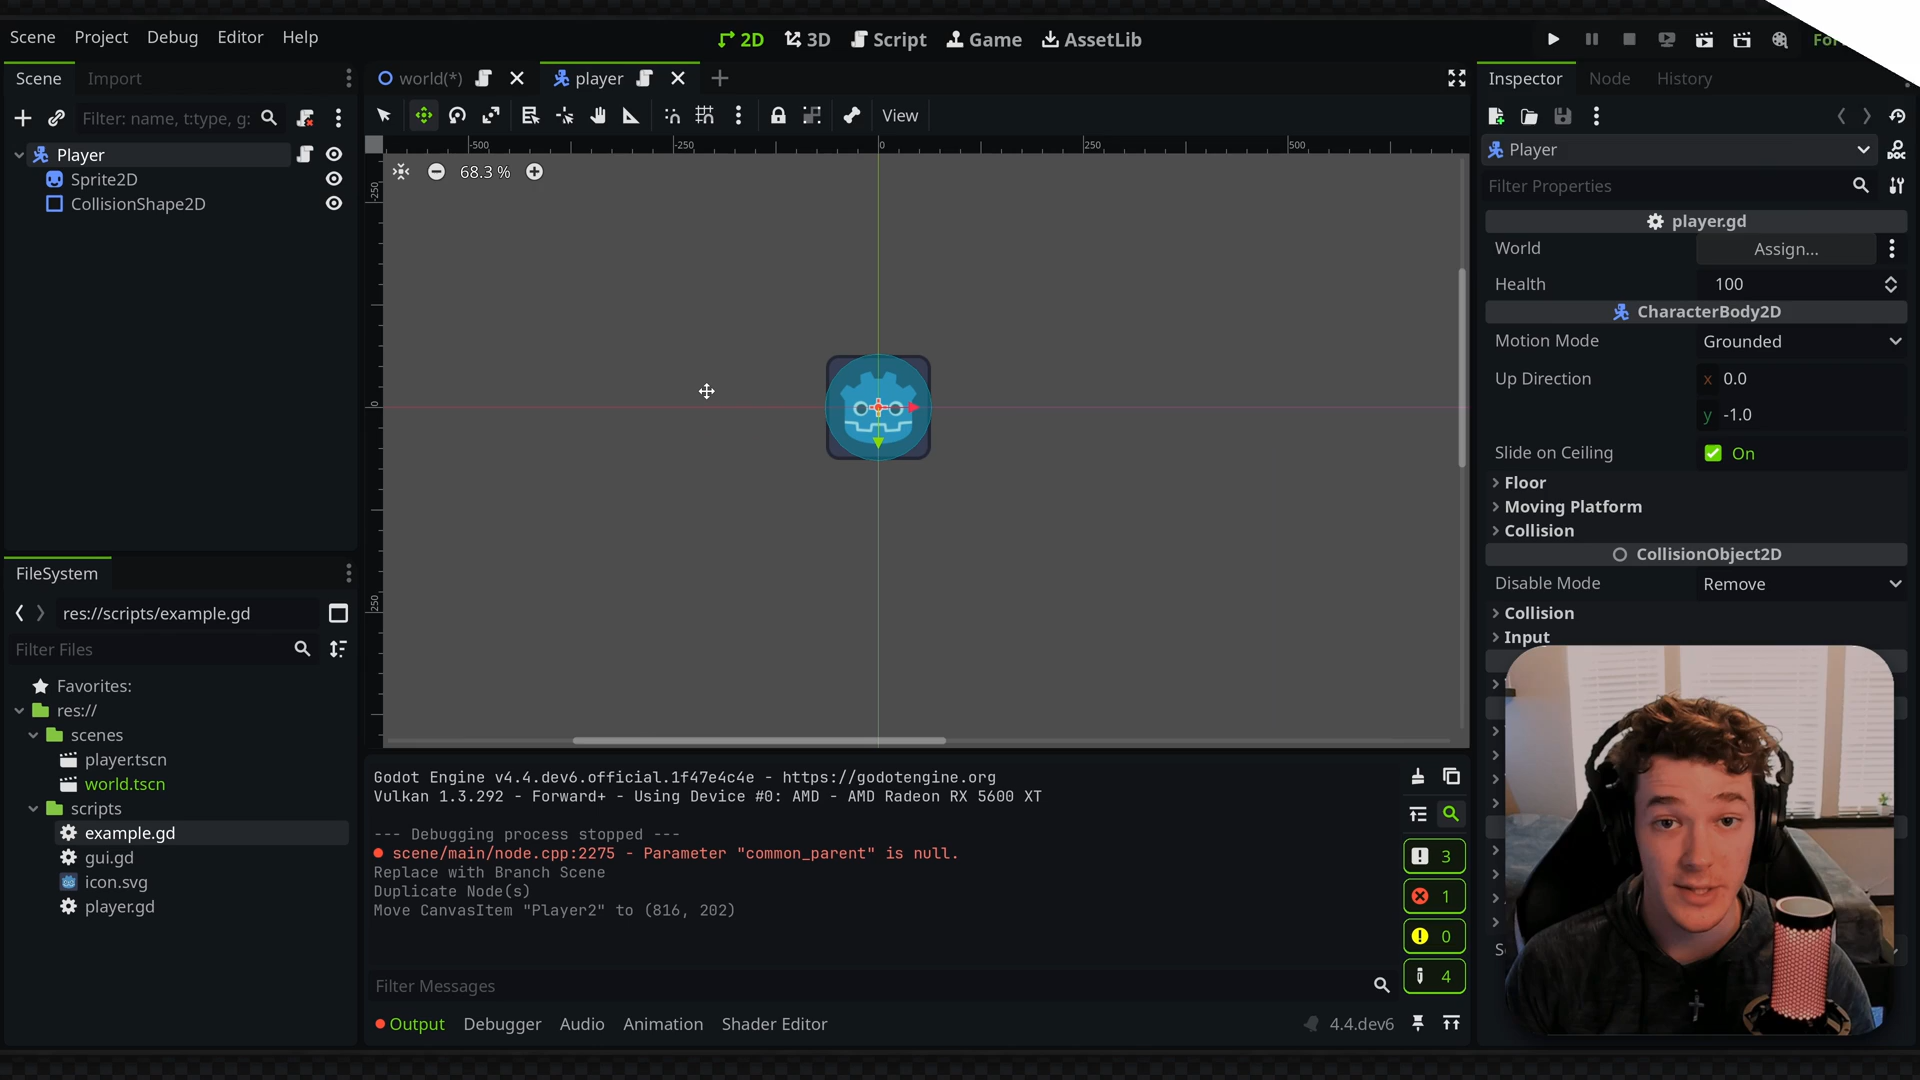 Scene Project Debug Editor Help
2D 3D Script Game AssetLib
Scene Import
world(*) player
Inspector Node History
Filter: name, t:type, g:
View
Player
Sprite2D
CollisionShape2D
-500 -250 0 250 500
-250
0
250
68.3 %
Player
Filter Properties
player.gd
World Assign...
Health 100
CharacterBody2D
Motion Mode Grounded
Up Direction x 0.0
y -1.0
Slide on Ceiling On
Floor
Moving Platform
Collision
CollisionObject2D
Disable Mode Remove
Collision
Input
FileSystem
res://scripts/example.gd
Filter Files
Favorites:
res://
scenes
player.tscn
world.tscn
scripts
example.gd
gui.gd
icon.svg
player.gd
Godot Engine v4.4.dev6.official.1f47e4c4e - https://godotengine.org
Vulkan 1.3.292 - Forward+ - Using Device #0: AMD - AMD Radeon RX 5600 XT
--- Debugging process stopped ---
scene/main/node.cpp:2275 - Parameter "common_parent" is null.
Replace with Branch Scene
Duplicate Node(s)
Move CanvasItem "Player2" to (816, 202)
3
1
0
4
Filter Messages
Output Debugger Audio Animation Shader Editor
4.4.dev6